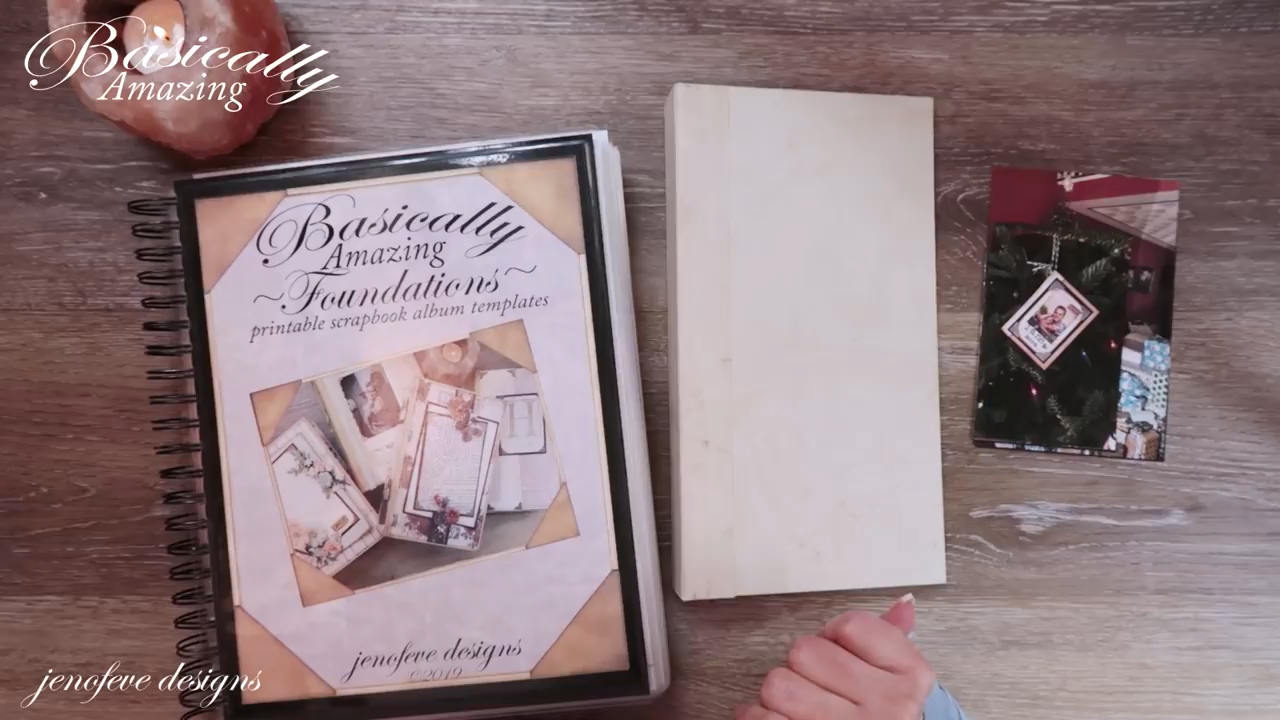 Basically
Amazing
Basically
Amazing
~Foundations~
printable scrapbook album templates
H
jenofeve designs
©2019
jenofeve designs